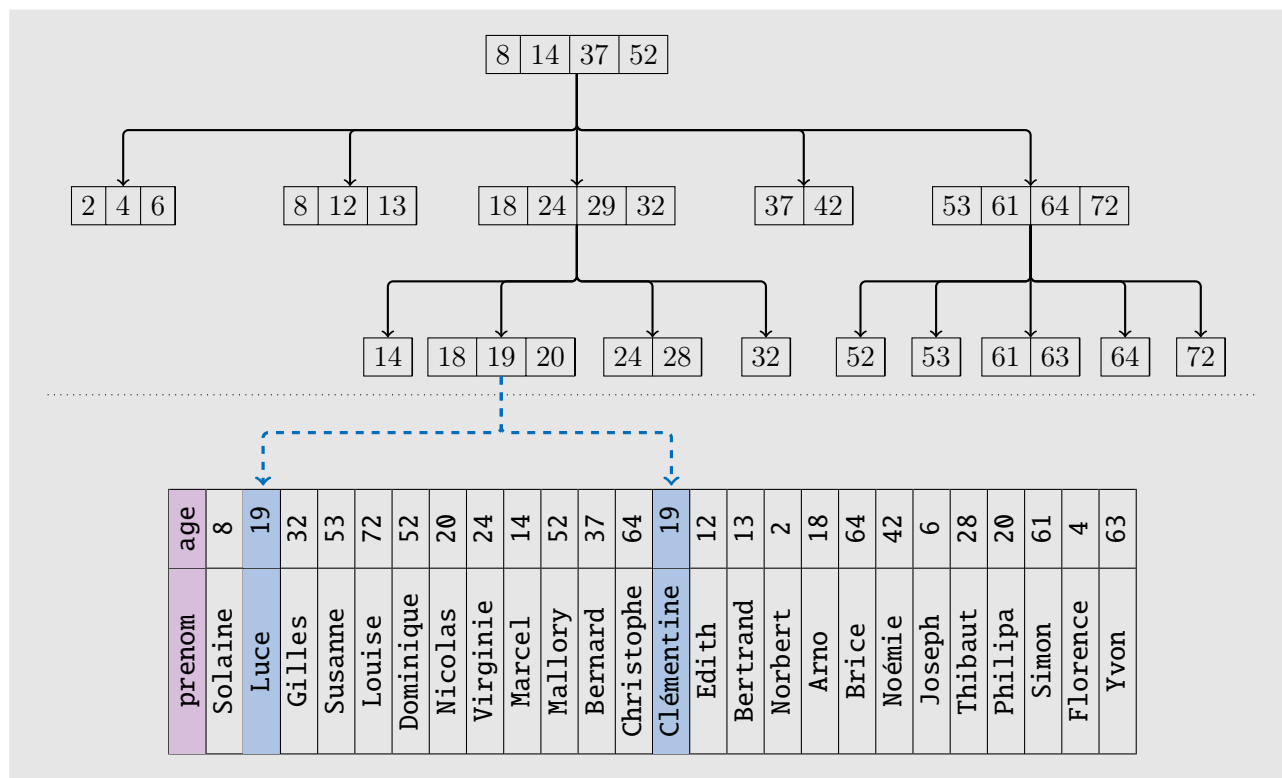 8 14 37 52
2 4 6 8 12 13 18 24 29 32 37 42 53 61 64 72
14 18 19 20 24 28 32 52 53 61 63 64 72
age 8 19 32 53 72 52 20 24 14 52 37 64 19 12 13 2 18 64 42 6 28 20 61 4 63
prenom Solaine Luce Gilles Susanne Louise Dominique Nicolas Virginie Marcel Mallory Bernard Christophe Clémentine Edith Bertrand Norbert Arno Brice Noémie Joseph Thibaut Philipa Simon Florence Yvon